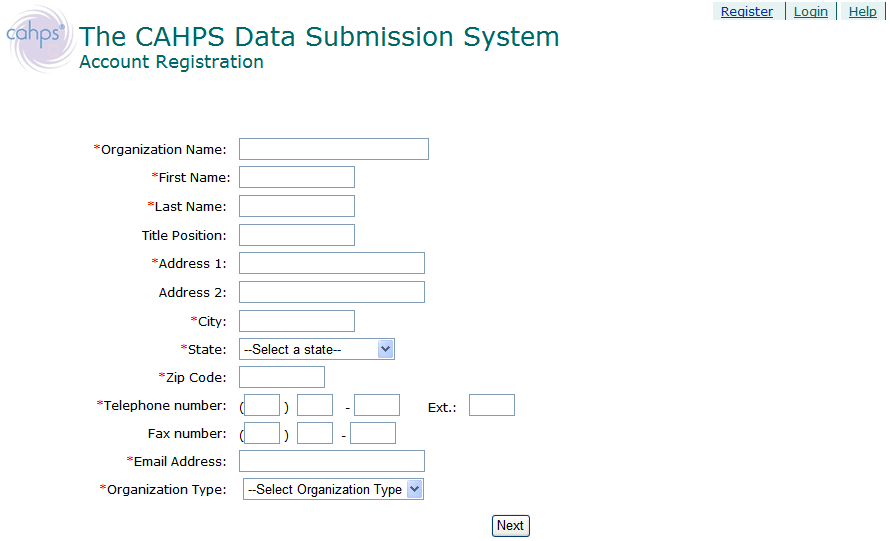 Register Login Help
cahps®
The CAHPS Data Submission System
Account Registration
*Organization Name:
*First Name:
*Last Name:
Title Position:
*Address 1:
Address 2:
*City:
*State: --Select a state--
*Zip Code:
*Telephone number: ( ) - Ext.:
Fax number: ( ) -
*Email Address:
*Organization Type: --Select Organization Type
Next